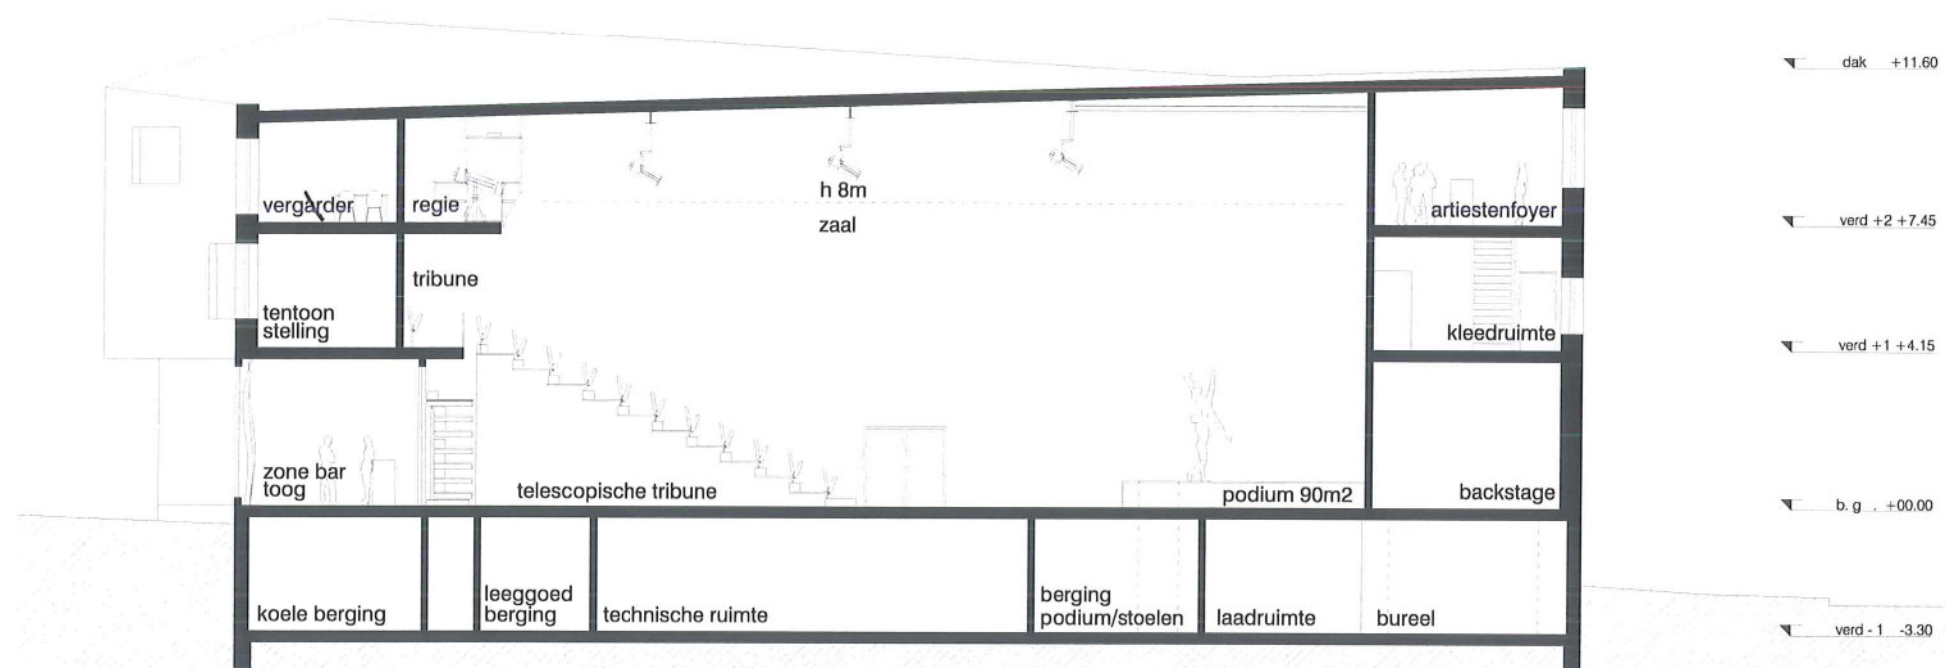 dak +11.60
h 8m
vergarder
regie
artiestenfoyer
zaal
verd +2 +7.45
tribune
tentoon
stelling
kleedruimte
verd +1 +4.15
zone bar
toog
telescopische tribune
podium 90m2
backstage
b. g . +00.00
koele berging
leeggoed
berging
technische ruimte
berging
podium/stoelen
laadruimte
bureel
verd - 1 -3.30